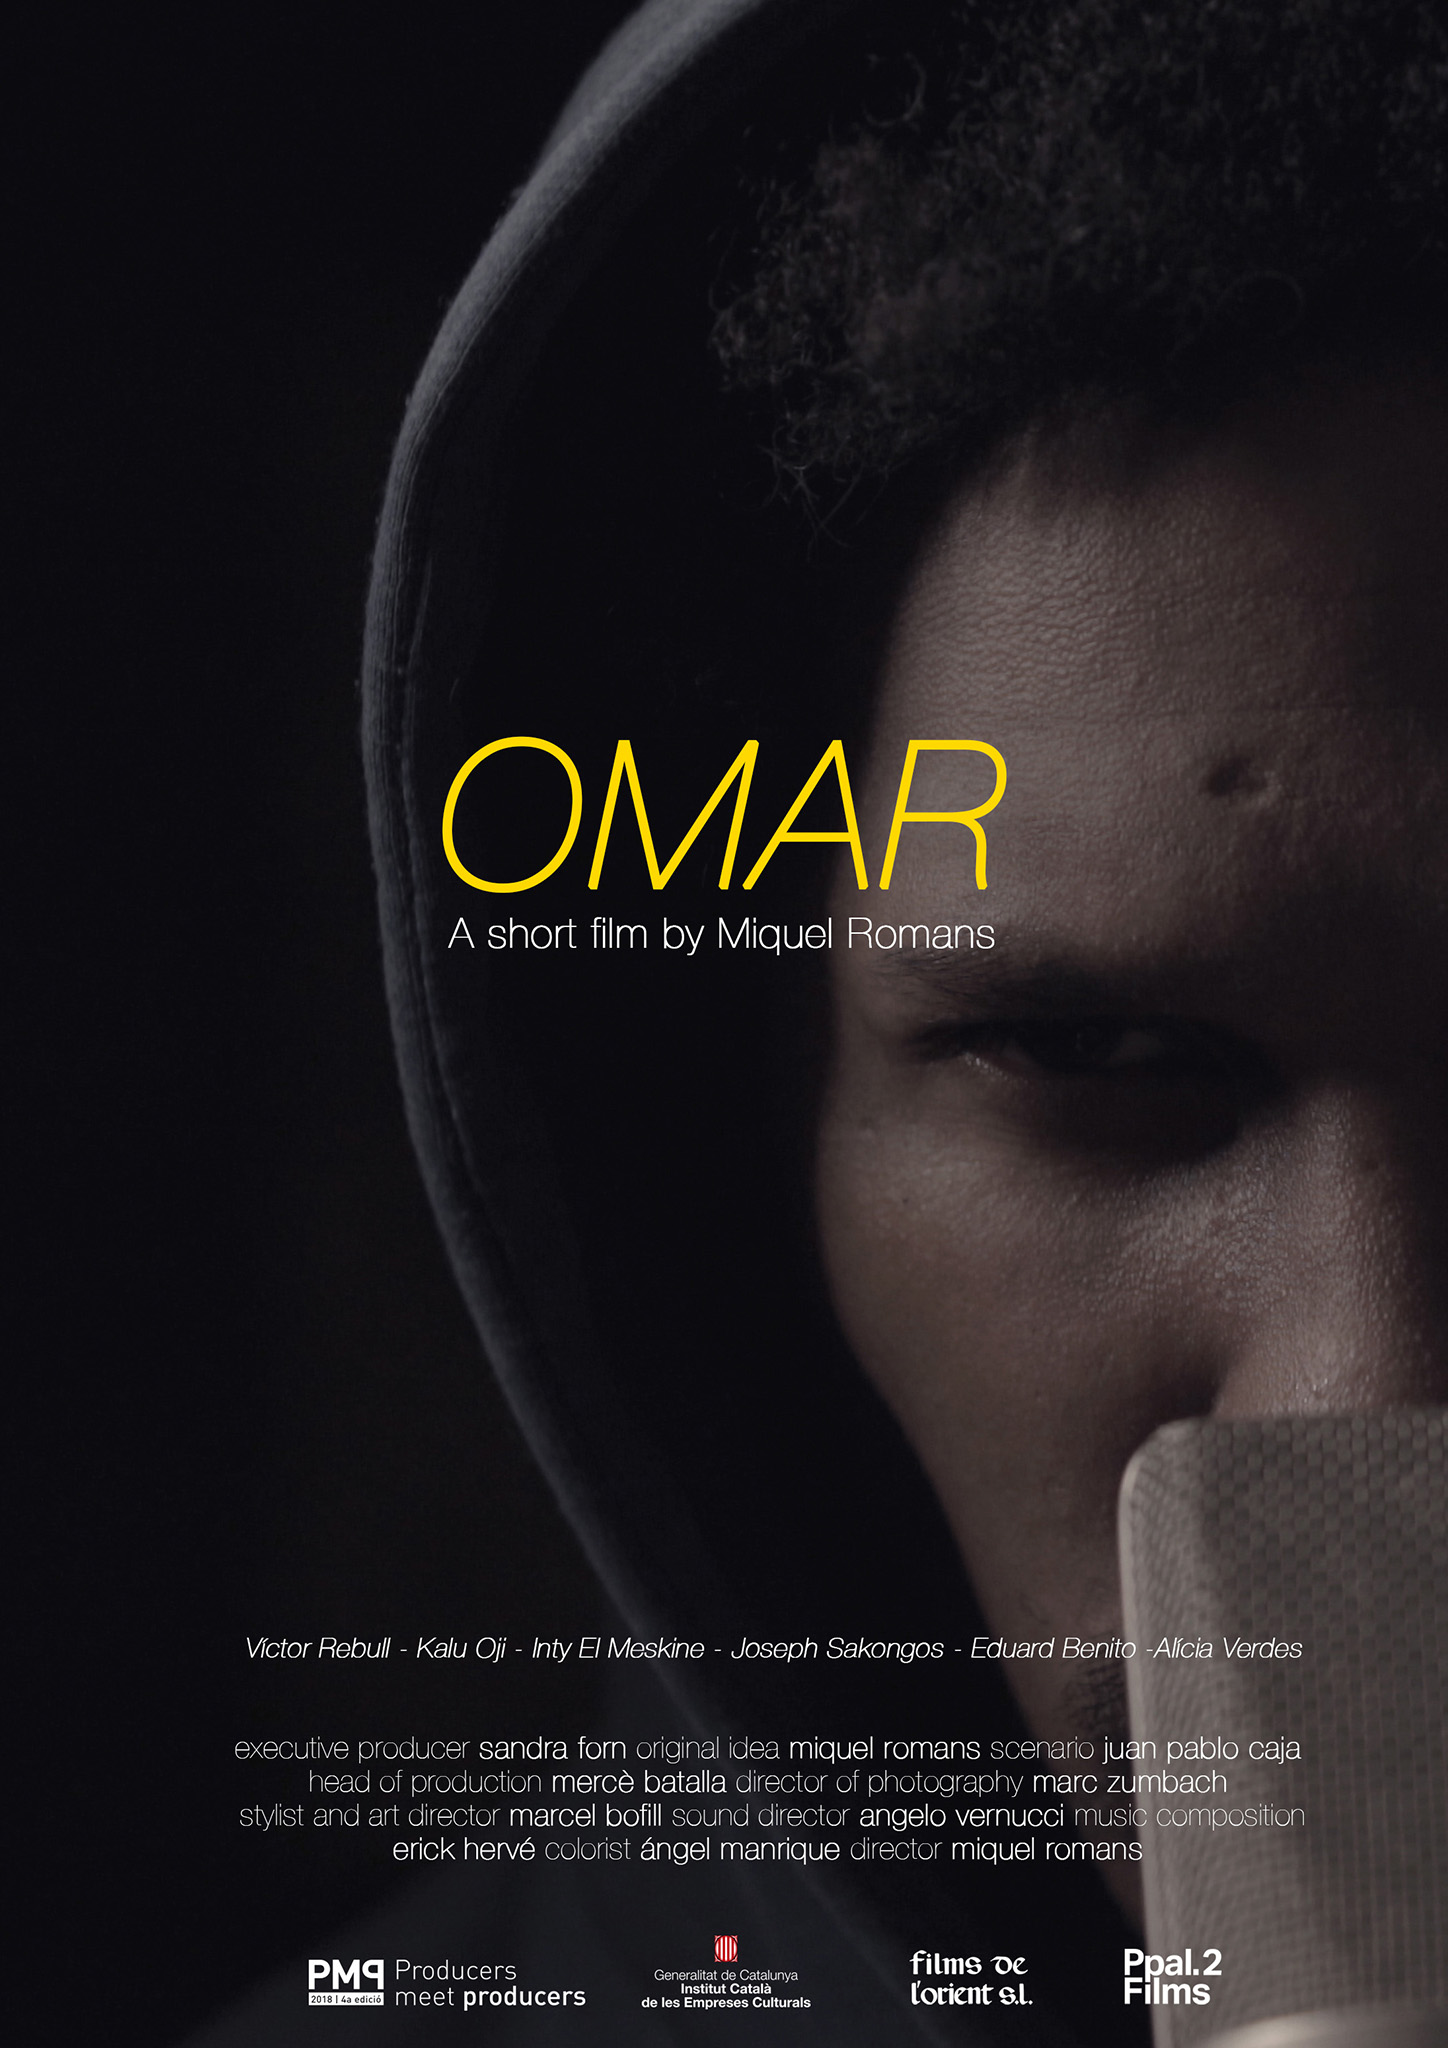 OMAR
A short film by Miquel Romans
Víctor Rebull - Kalu Oji - Inty El Meskine - Joseph Sakongos - Eduard Benito -Alícia Verdes
executive producer sandra forn original idea miquel romans scenario juan pablo caja
head of production mercè batalla director of photography marc zumbach
stylist and art director marcel bofill sound director angelo vernucci music composition
erick hervé colorist ángel manrique director miquel romans
PMP
2018 | 4a edició
Producers
meet producers
Generalitat de Catalunya
Institut Català
de les Empreses Culturals
films de
l'orient s.l.
Ppal.2
Films